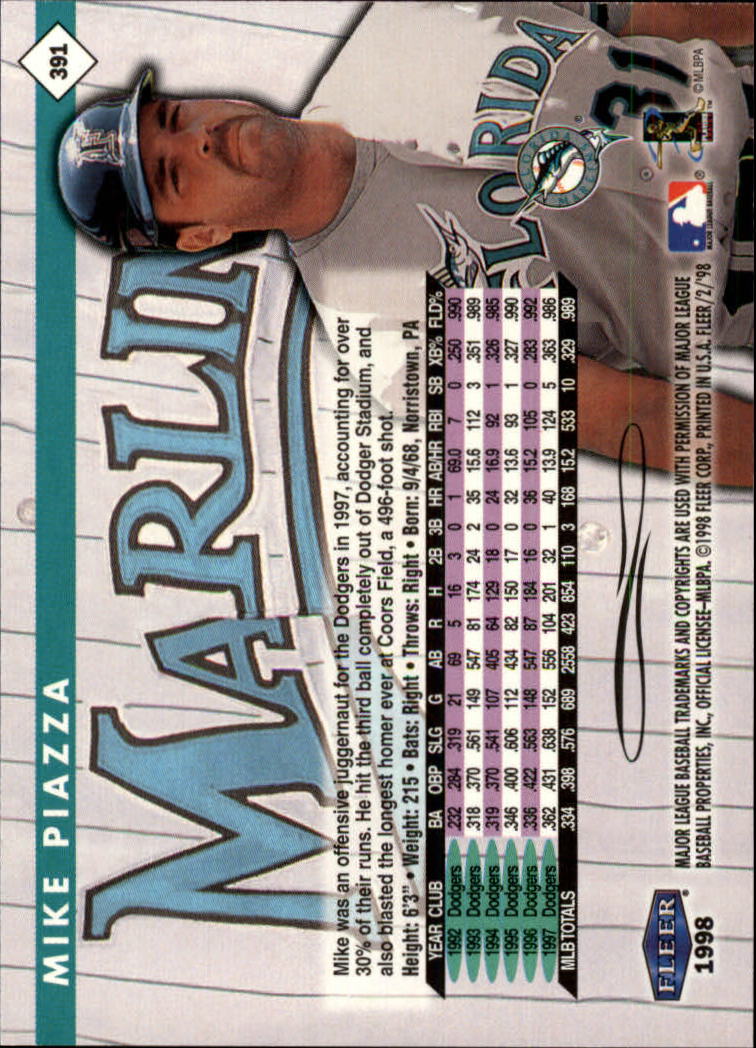 391
MIKE PIAZZA
MARLIN
FLORIDA
31
F
©MLBPA
MAJOR LEAGUE BASEBALL
Mike was an offensive juggernaut for the Dodgers in 1997, accounting for over
30% of their runs. He hit the third ball completely out of Dodger Stadium, and
also blasted the longest homer ever at Coors Field, a 496-foot shot.
Height: 6'3" • Weight: 215 • Bats: Right • Throws: Right • Born: 9/4/68, Norristown, PA
YEAR CLUB BA OBP SLG G AB R H 2B 3B HR AB/HR RBI SB XB% FLD%
1992 Dodgers .232 .284 .319 21 69 5 16 3 0 1 69.0 7 0 .250 .990
1993 Dodgers .318 .370 .561 149 547 81 174 24 2 35 15.6 112 3 .351 .989
1994 Dodgers .319 .370 .541 107 405 64 129 18 0 24 16.9 92 1 .326 .985
1995 Dodgers .346 .400 .606 112 434 82 150 17 0 32 13.6 93 1 .327 .990
1996 Dodgers .336 .422 .563 148 547 87 184 16 0 36 15.2 105 0 .283 .992
1997 Dodgers .362 .431 .638 152 556 104 201 32 1 40 13.9 124 5 .363 .986
MLB TOTALS .334 .398 .576 689 2558 423 854 110 3 168 15.2 533 10 .329 .989
FLEER ®
1998
MAJOR LEAGUE BASEBALL TRADEMARKS AND COPYRIGHTS ARE USED WITH PERMISSION OF MAJOR LEAGUE
BASEBALL PROPERTIES, INC., OFFICIAL LICENSEE–MLBPA. ©1998 FLEER CORP., PRINTED IN U.S.A. FLEER /2/'98